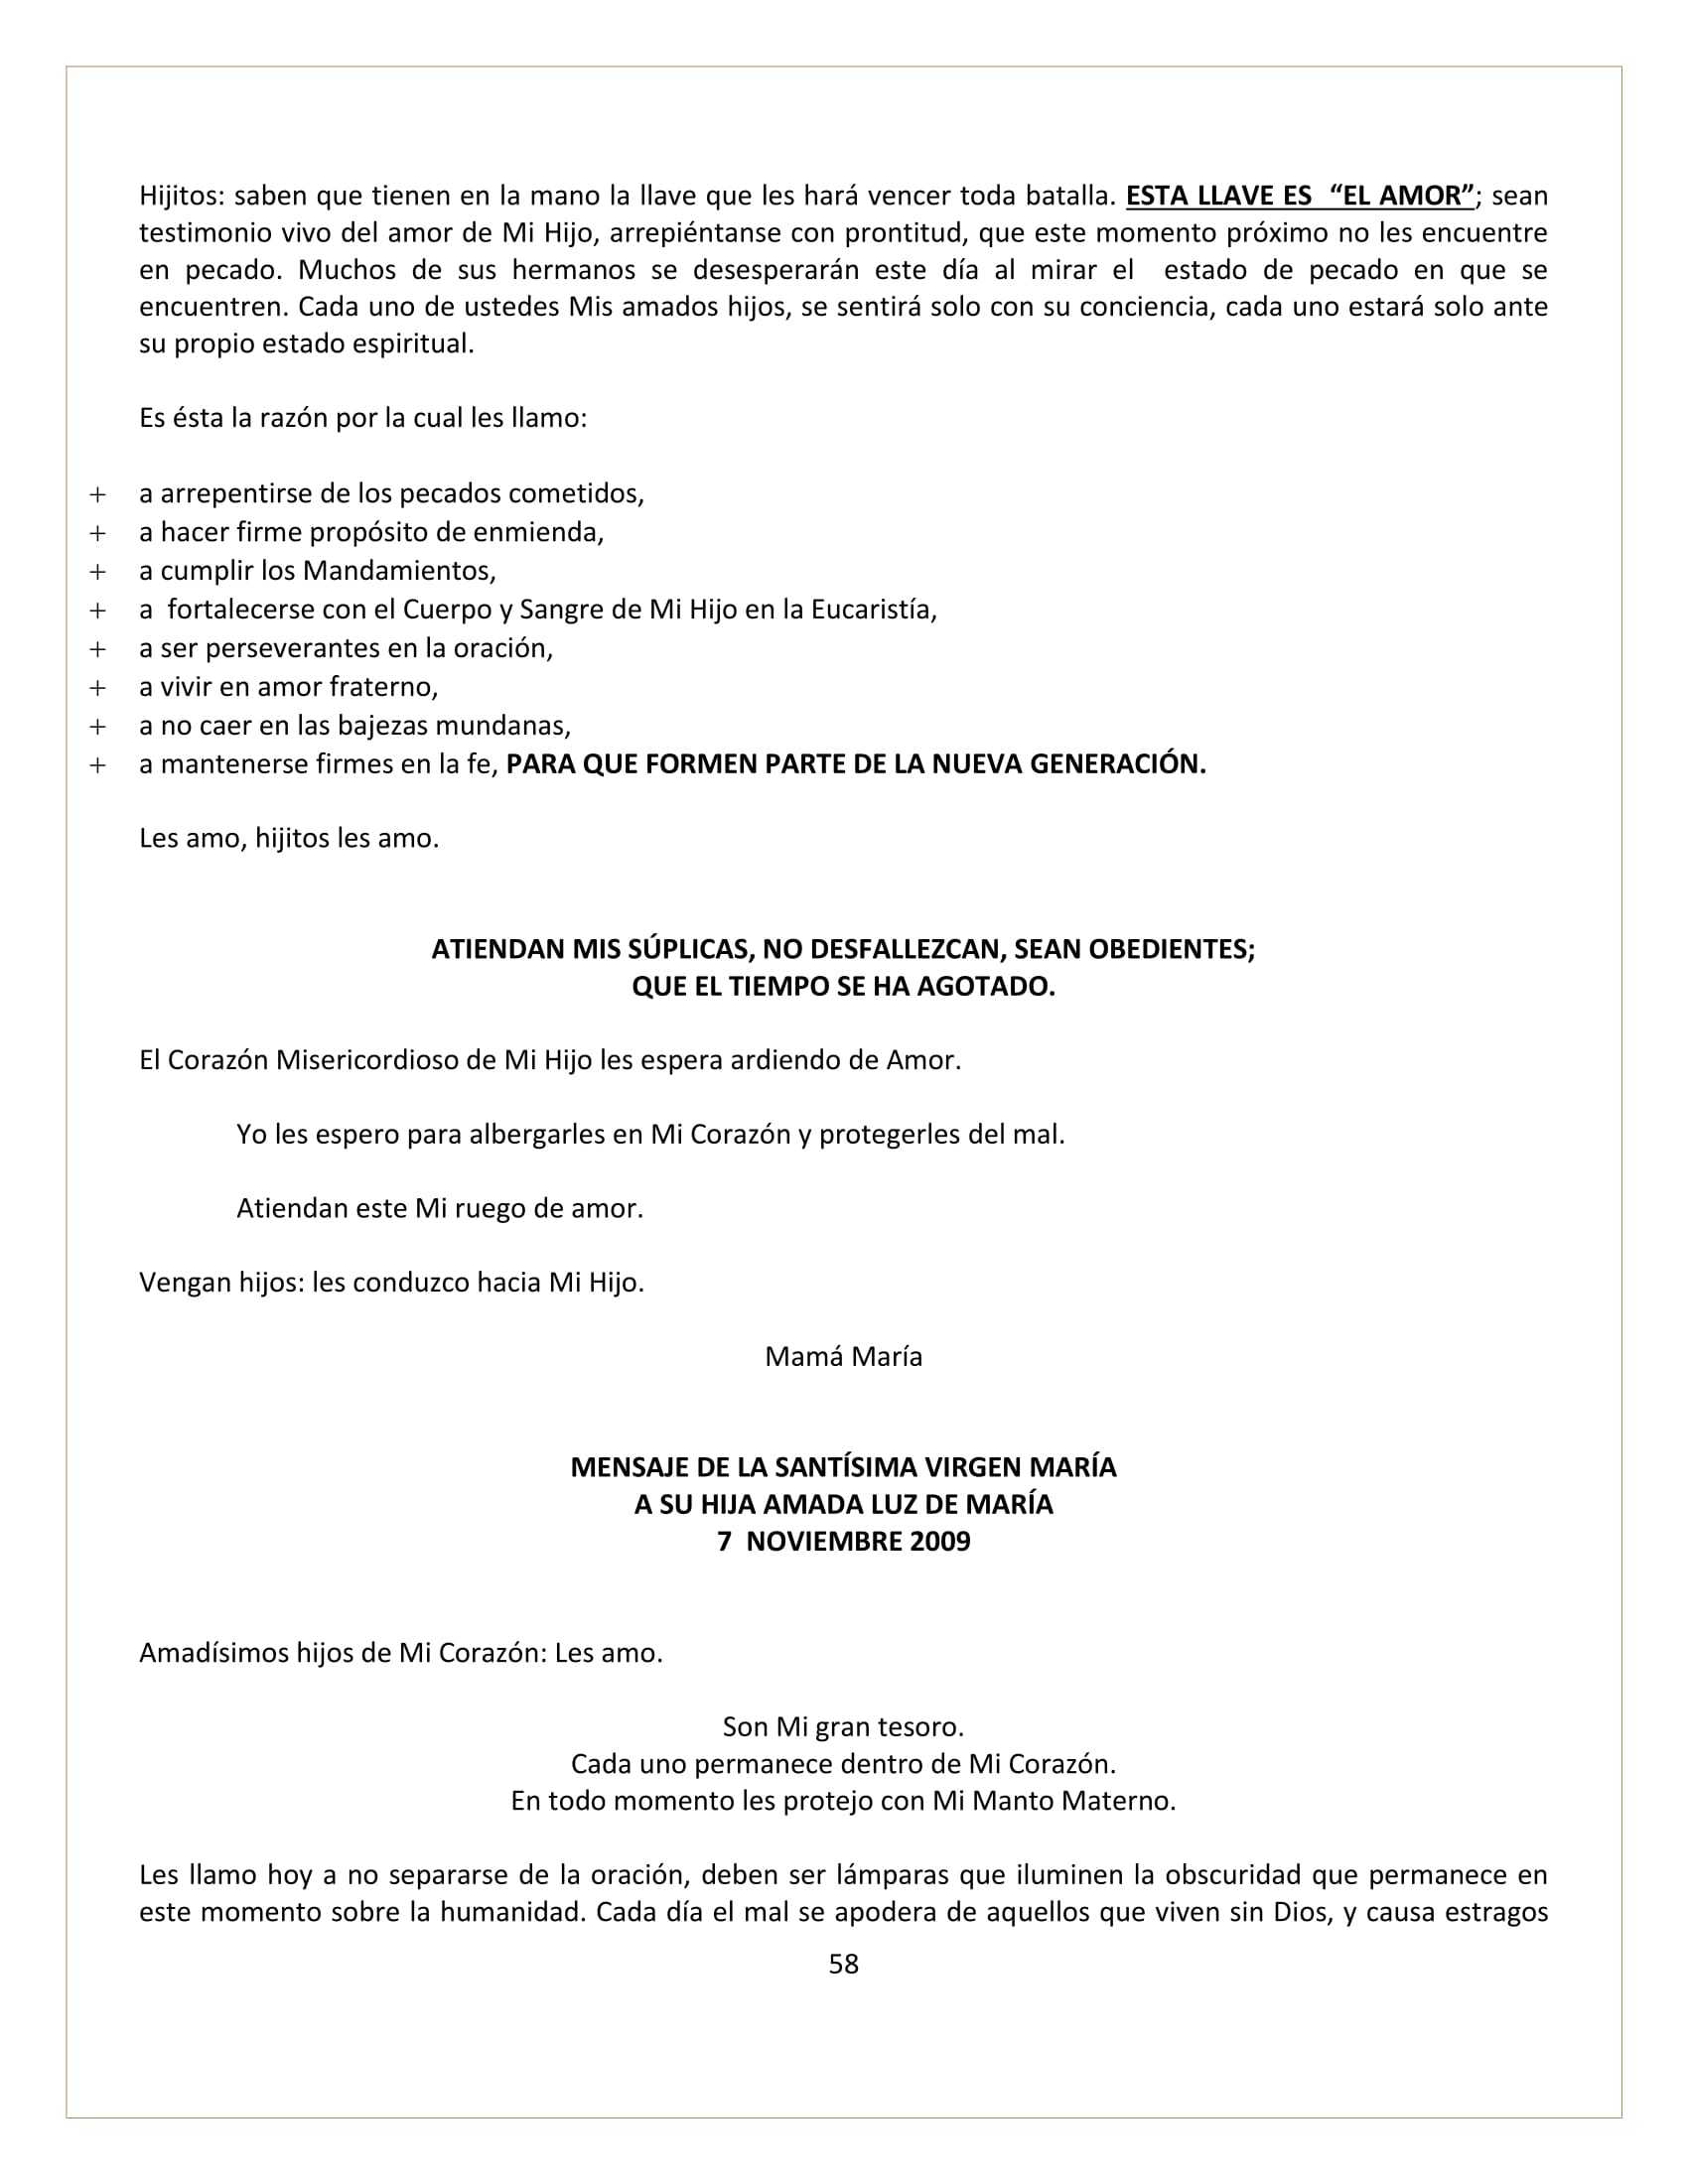 Hijitos: saben que tienen en la mano la llave que les hará vencer toda batalla. ESTA LLAVE ES  “EL AMOR”; sean
testimonio vivo del amor de Mi Hijo, arrepiéntanse con prontitud, que este momento próximo no les encuentre
en pecado. Muchos de sus hermanos se desesperarán este día al mirar el  estado de pecado en que se
encuentren. Cada uno de ustedes Mis amados hijos, se sentirá solo con su conciencia, cada uno estará solo ante
su propio estado espiritual.
Es ésta la razón por la cual les llamo:
+ a arrepentirse de los pecados cometidos,
+ a hacer firme propósito de enmienda,
+ a cumplir los Mandamientos,
+ a  fortalecerse con el Cuerpo y Sangre de Mi Hijo en la Eucaristía,
+ a ser perseverantes en la oración,
+ a vivir en amor fraterno,
+ a no caer en las bajezas mundanas,
+ a mantenerse firmes en la fe, PARA QUE FORMEN PARTE DE LA NUEVA GENERACIÓN.
Les amo, hijitos les amo.
ATIENDAN MIS SÚPLICAS, NO DESFALLEZCAN, SEAN OBEDIENTES;
QUE EL TIEMPO SE HA AGOTADO.
El Corazón Misericordioso de Mi Hijo les espera ardiendo de Amor.
Yo les espero para albergarles en Mi Corazón y protegerles del mal.
Atiendan este Mi ruego de amor.
Vengan hijos: les conduzco hacia Mi Hijo.
Mamá María
MENSAJE DE LA SANTÍSIMA VIRGEN MARÍA
A SU HIJA AMADA LUZ DE MARÍA
7  NOVIEMBRE 2009
Amadísimos hijos de Mi Corazón: Les amo.
Son Mi gran tesoro.
Cada uno permanece dentro de Mi Corazón.
En todo momento les protejo con Mi Manto Materno.
Les llamo hoy a no separarse de la oración, deben ser lámparas que iluminen la obscuridad que permanece en
este momento sobre la humanidad. Cada día el mal se apodera de aquellos que viven sin Dios, y causa estragos
58